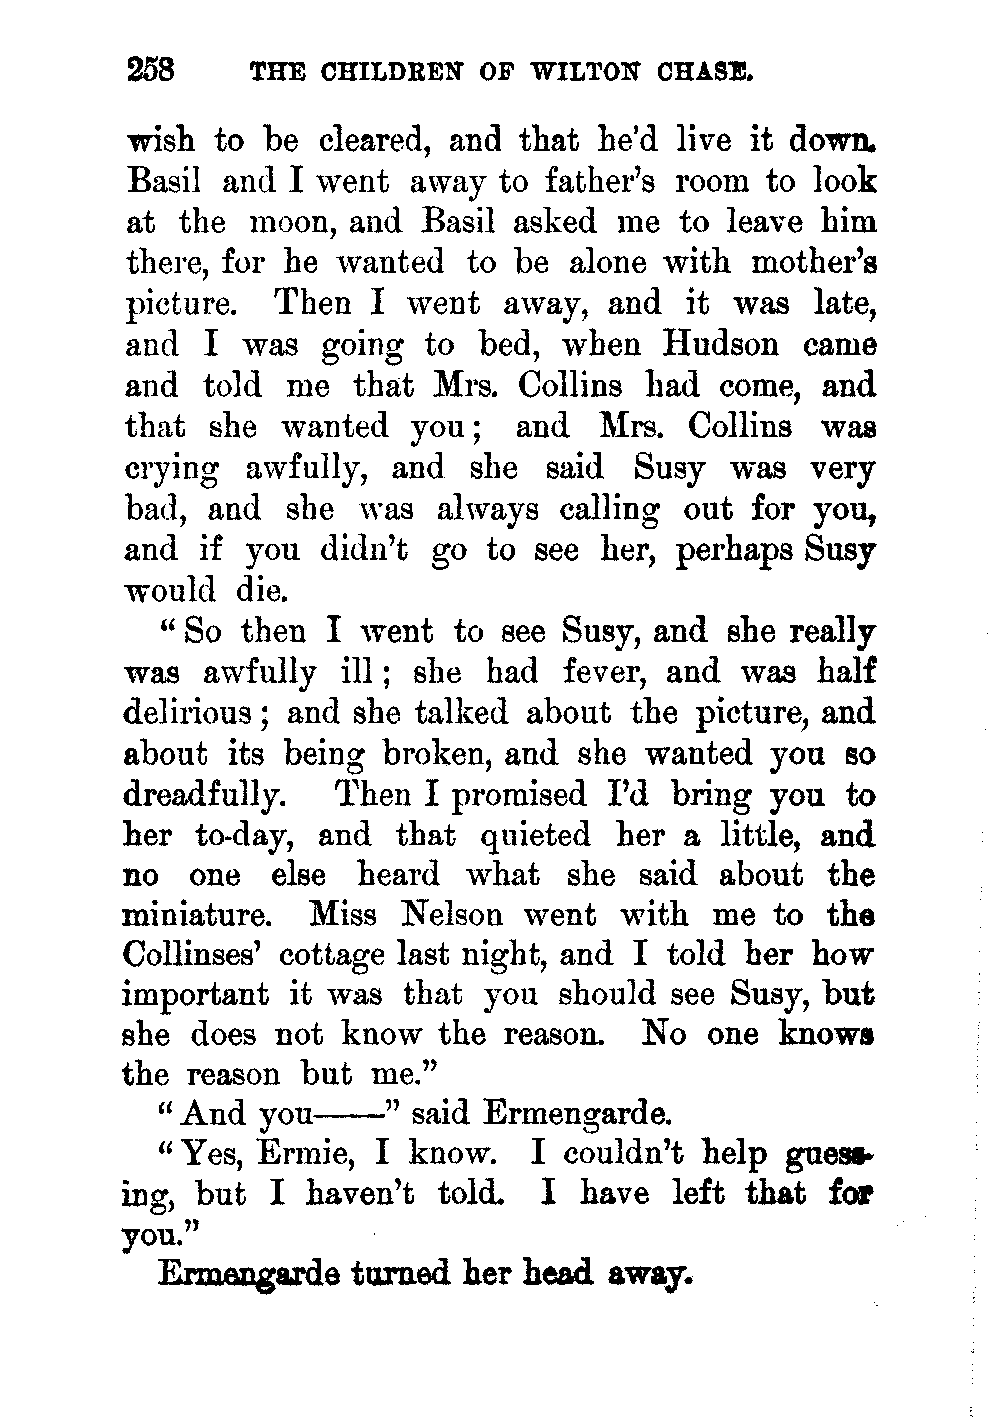 258 THE CHILDREN OF WILTON CHASE.
wish to be cleared, and that he'd live it down.
Basil and I went away to father's room to look
at the moon, and Basil asked me to leave him
there, for he wanted to be alone with mother's
picture. Then I went away, and it was late,
and I was going to bed, when Hudson came
and told me that Mrs. Collins had come, and
that she wanted you; and Mrs. Collins was
crying awfully, and she said Susy was very
bad, and she was always calling out for you,
and if you didn't go to see her, perhaps Susy
would die.
"So then I went to see Susy, and she really
was awfully ill; she had fever, and was half
delirious; and she talked about the picture, and
about its being broken, and she wanted you so
dreadfully. Then I promised I'd bring you to
her to-day, and that quieted her a little, and
no one else heard what she said about the
miniature. Miss Nelson went with me to the
Collinses' cottage last night, and I told her how
important it was that you should see Susy, but
she does not know the reason. No one knows
the reason but me."
"And you——" said Ermengarde.
"Yes, Ermie, I know. I couldn't help guess-
ing, but I haven't told. I have left that for
you."
Ermengarde turned her head away.